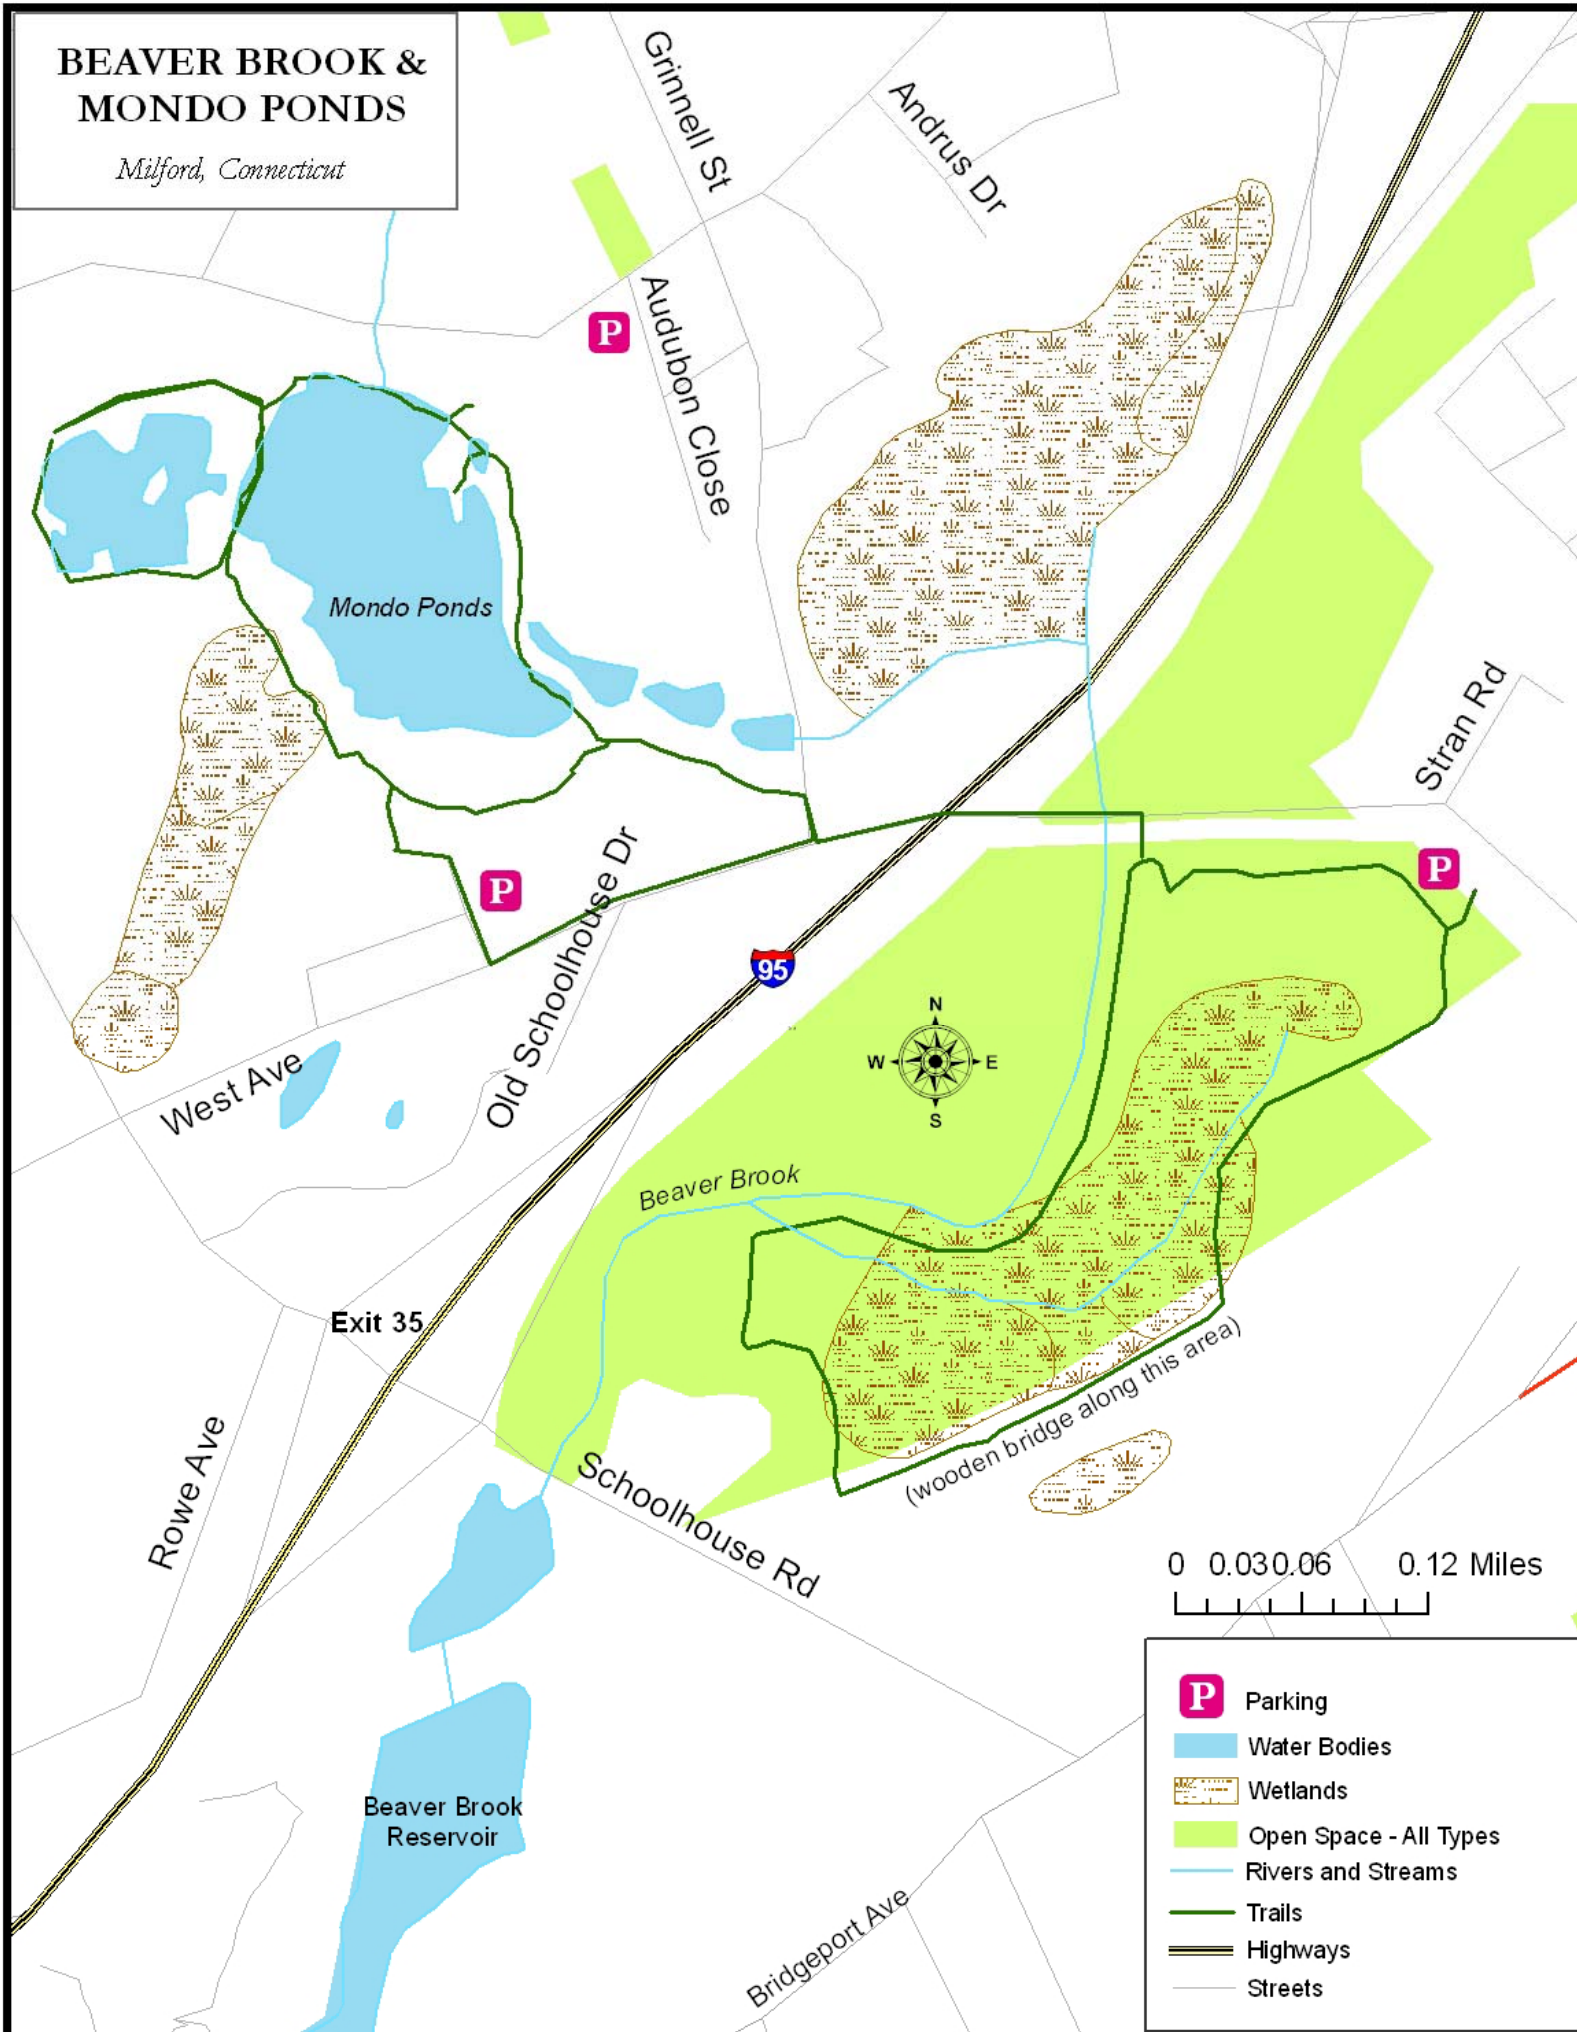 BEAVER BROOK &
MONDO PONDS
Milford, Connecticut
Grinnell St
Andrus Dr
P
Audubon Close
Mondo Ponds
Stran Rd
P
P
Old Schoolhouse Dr
95
N
W
E
S
West Ave
Beaver Brook
Exit 35
(wooden bridge along this area)
Rowe Ave
Schoolhouse Rd
0 0.03 0.06 0.12 Miles
P Parking
Water Bodies
Wetlands
Open Space - All Types
Rivers and Streams
Trails
Highways
Streets
Beaver Brook
Reservoir
Bridgeport Ave